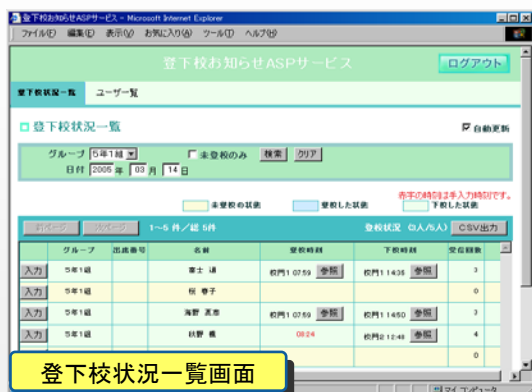 登下校お知らせASPサービス - Microsoft Internet Explorer
ファイル(F) 編集(E) 表示(V) お気に入り(A) ツール(T) ヘルプ(H)
登下校お知らせASPサービス ログアウト
登下校状況一覧 ユーザー覧
登下校状況一覧 自動更新
グループ 5年1組 未登校のみ 検索 クリア
日付 2005 年 03 月 14 日
赤字の時刻は手入力時刻です。
未登校の状態 登校した状態 下校した状態
前ページ 次ページ 1~5 件/総 5件 登校状況 (3人/5人) CSV出力
グループ 出席番号 名前 登校時刻 下校時刻 受信回数
入力 5年1組 富士 通 校門1 07:59 参照 校門1 14:36 参照 3
入力 5年1組 桜 春子 0
入力 5年1組 海野 真吾 校門1 07:59 参照 校門1 14:50 参照 3
入力 5年1組 秋野 楓 08:24 校門2 12:48 参照 4
0
登下校状況一覧画面
マイ コンピュータ